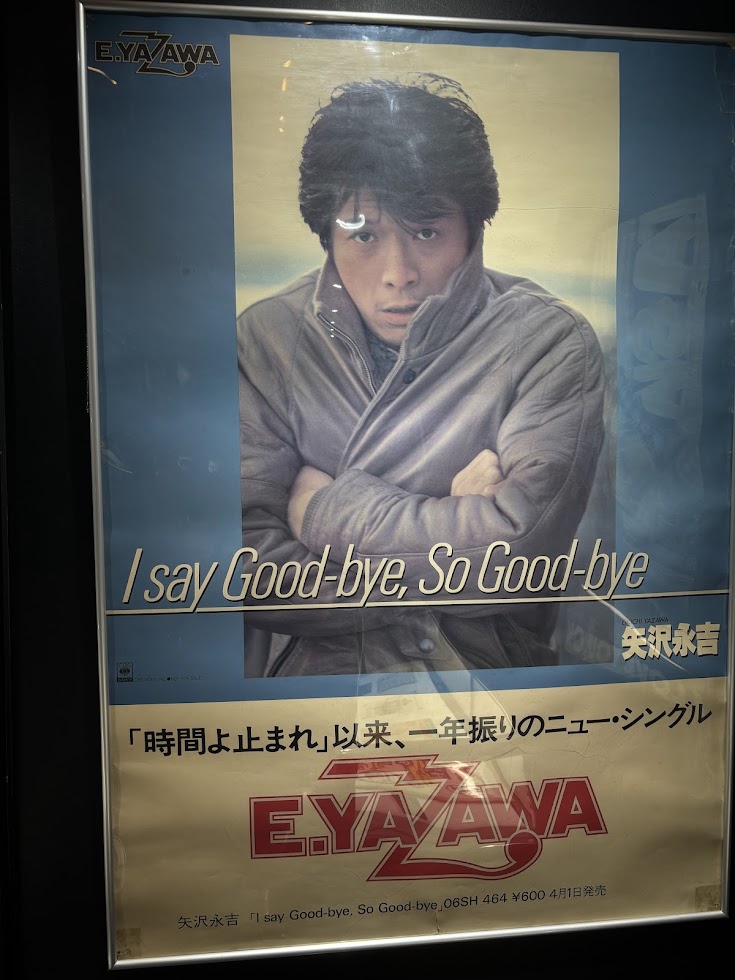 E.YAZAWA
I say Good-bye, So Good-bye
EIKICHI YAZAWA
矢沢永吉
「時間よ止まれ」以来、一年振りのニュー・シングル
E.YAZAWA
矢沢永吉 「I say Good-bye, So Good-bye」06SH 464 ¥600 4月1日発売